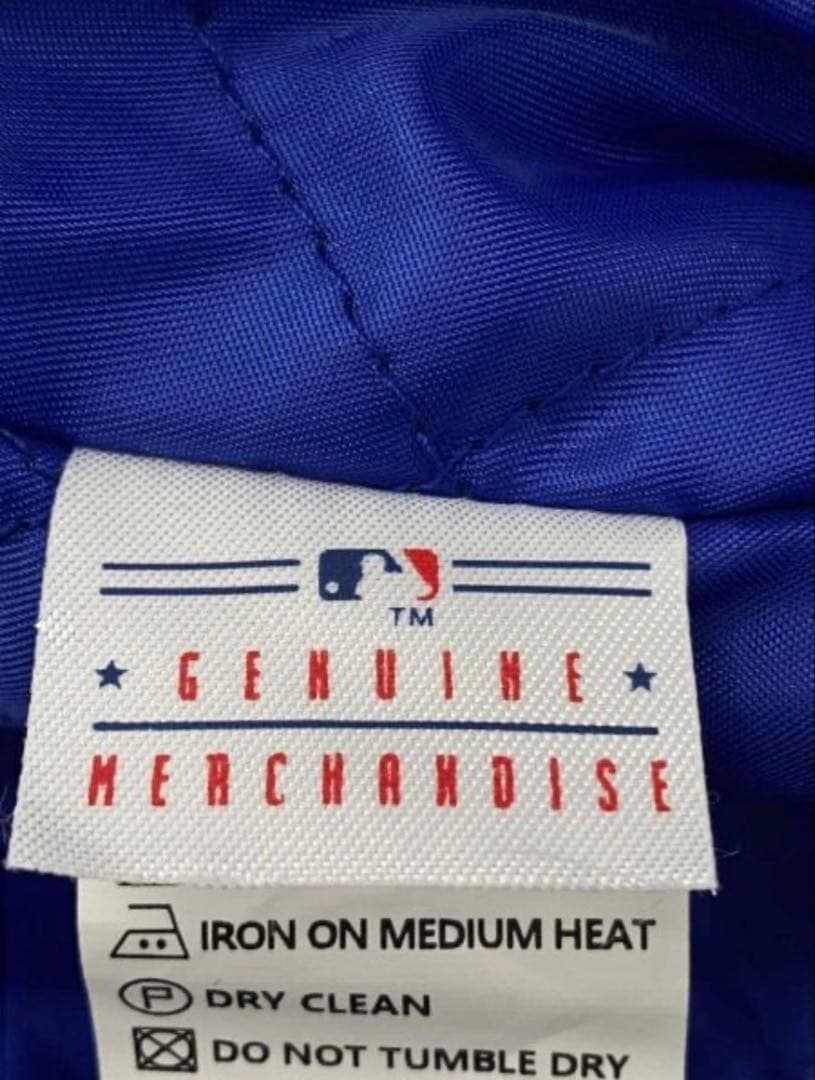 TM
GENUINE
MERCHANDISE
IRON ON MEDIUM HEAT
P DRY CLEAN
DO NOT TUMBLE DRY